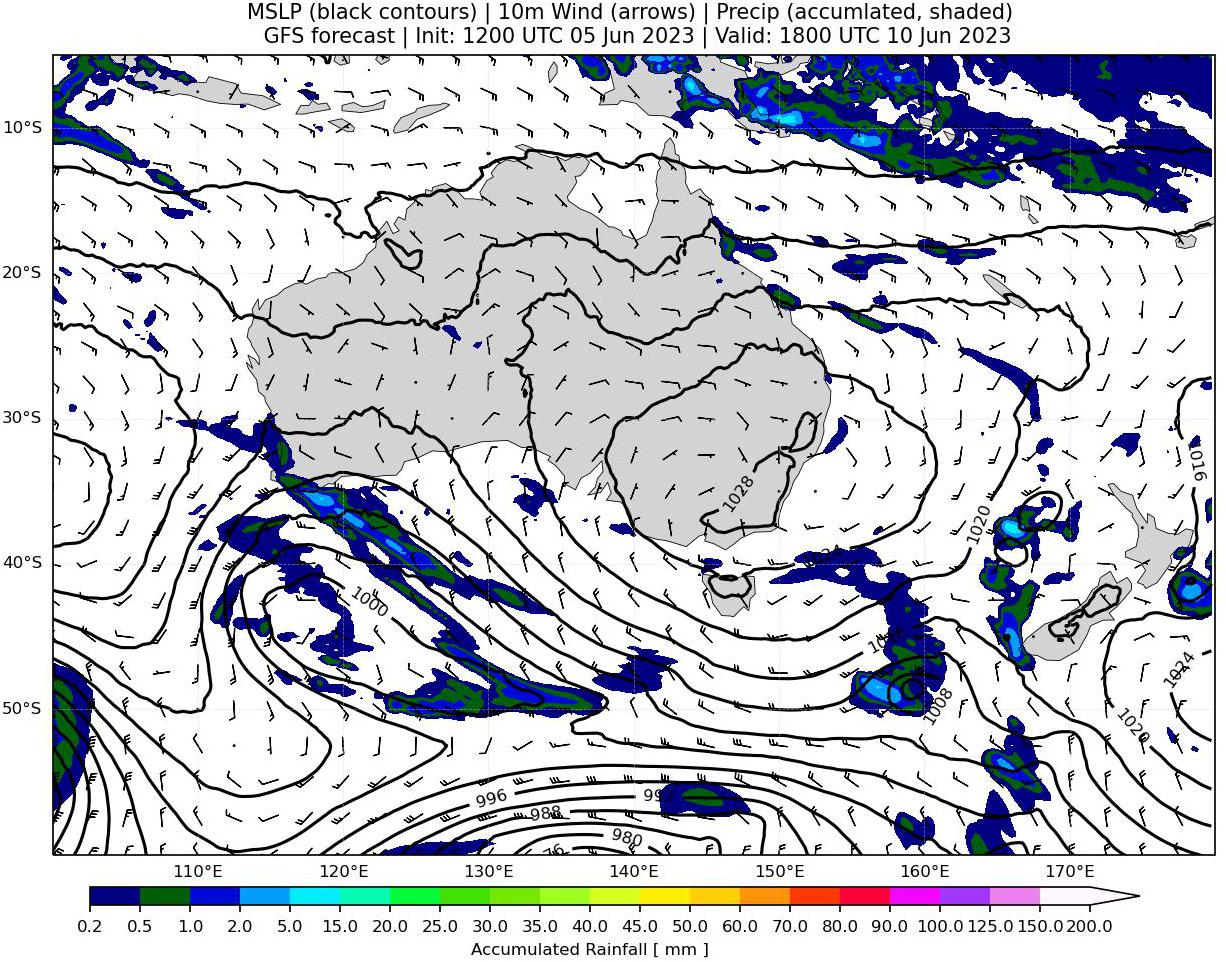 MSLP (black contours) | 10m Wind (arrows) | Precip (accumlated, shaded)
GFS forecast | Init: 1200 UTC 05 Jun 2023 | Valid: 1800 UTC 10 Jun 2023
10°S
20°S
30°S
1016
1028
1020
40°S
1000
1024
1008
50°S
1020
996
988
980
110°E 120°E 130°E 140°E 150°E 160°E 170°E
0.2 0.5 1.0 2.0 5.0 10.0 15.0 20.0 25.0 30.0 35.0 40.0 45.0 50.0 60.0 70.0 80.0 90.0 100.0 125.0 150.0 200.0
Accumulated Rainfall [ mm ]